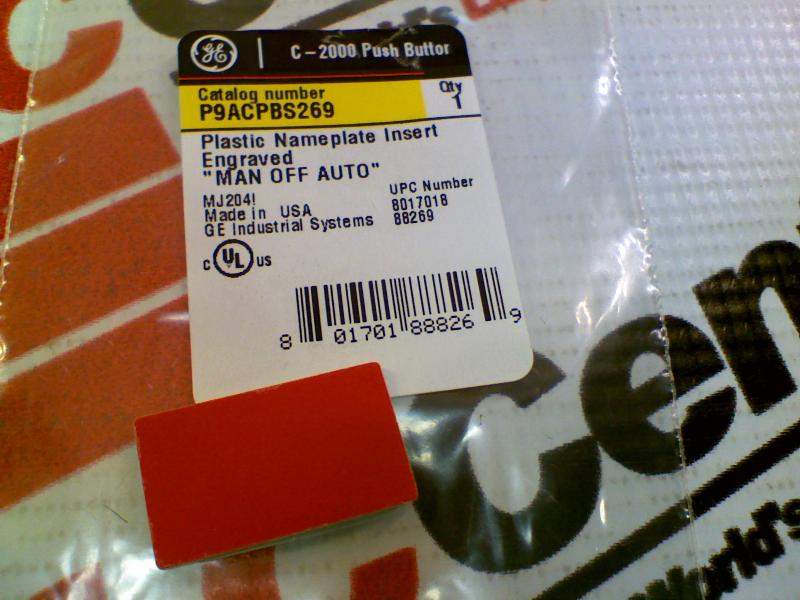 GE C-2000 Push Buttor
Catalog number
P9ACPBS269
Qty
1
Plastic Nameplate Insert
Engraved
"MAN OFF AUTO"
MJ204!
Made in USA
GE Industrial Systems
UPC Number
8017018
88269
C UL US
8 01701 88826 9
Cen
World's